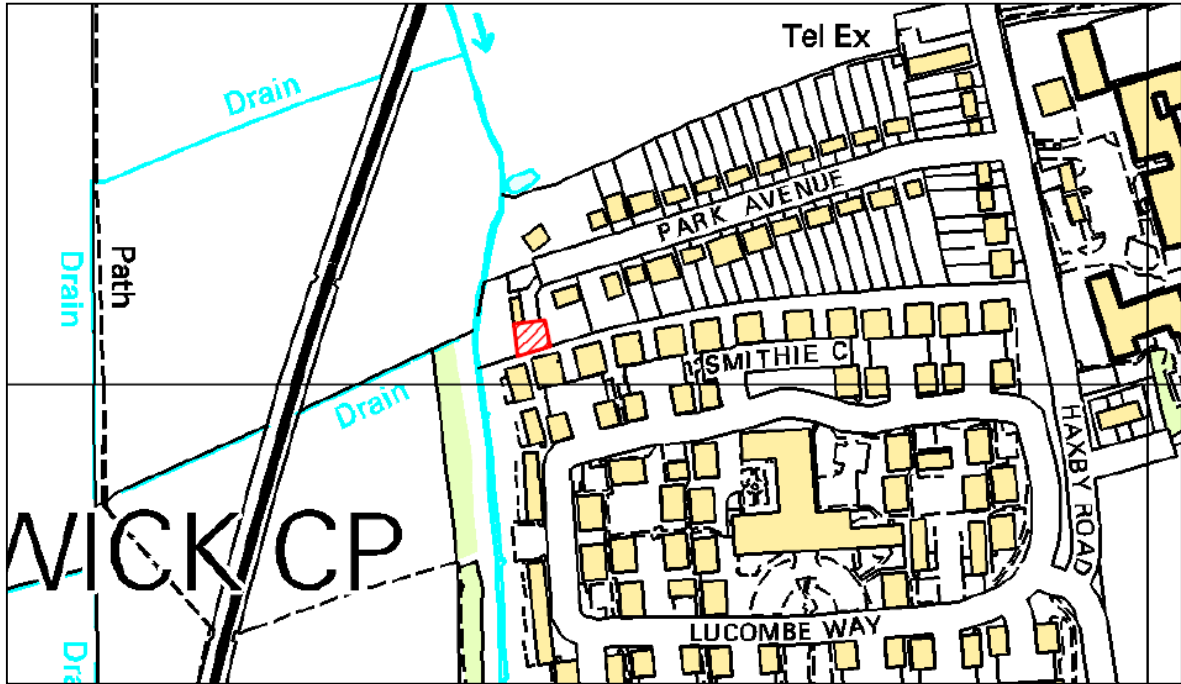 Tel Ex
Drain
PARK AVENUE
Path
Drain
SMITHIE C
Drain
HAXBY ROAD
WICK CP
LUCOMBE WAY